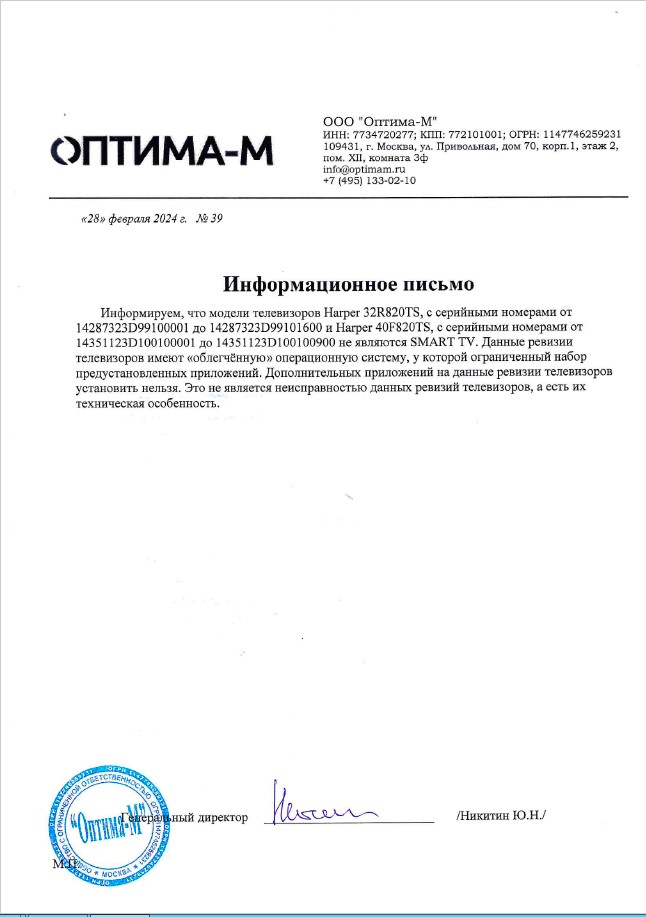 ОПТИМА-М
ООО "Оптима-М"
ИНН: 7734720277; КПП: 772101001; ОГРН: 1147746259231
109431, г. Москва, ул. Привольная, дом 70, корп.1, этаж 2,
пом. XII, комната 3ф
info@optimam.ru
+7 (495) 133-02-10
«28» февраля 2024 г. № 39
Информационное письмо
Информируем, что модели телевизоров Harper 32R820TS, с серийными номерами от
14287323D99100001 до 14287323D99101600 и Harper 40F820TS, с серийными номерами от
14351123D100100001 до 14351123D100100900 не являются SMART TV. Данные ревизии
телевизоров имеют «облегчённую» операционную систему, у которой ограниченный набор
предустановленных приложений. Дополнительных приложений на данные ревизии телевизоров
установить нельзя. Это не является неисправностью данных ревизий телевизоров, а есть их
техническая особенность.
ОБЩЕСТВО С ОГРАНИ�ченной ОТВЕТСТВЕННОСТЬЮ
"Оптима-М"
МОСКВА
Генеральный директор
/Никитин Ю.Н./
М.П.